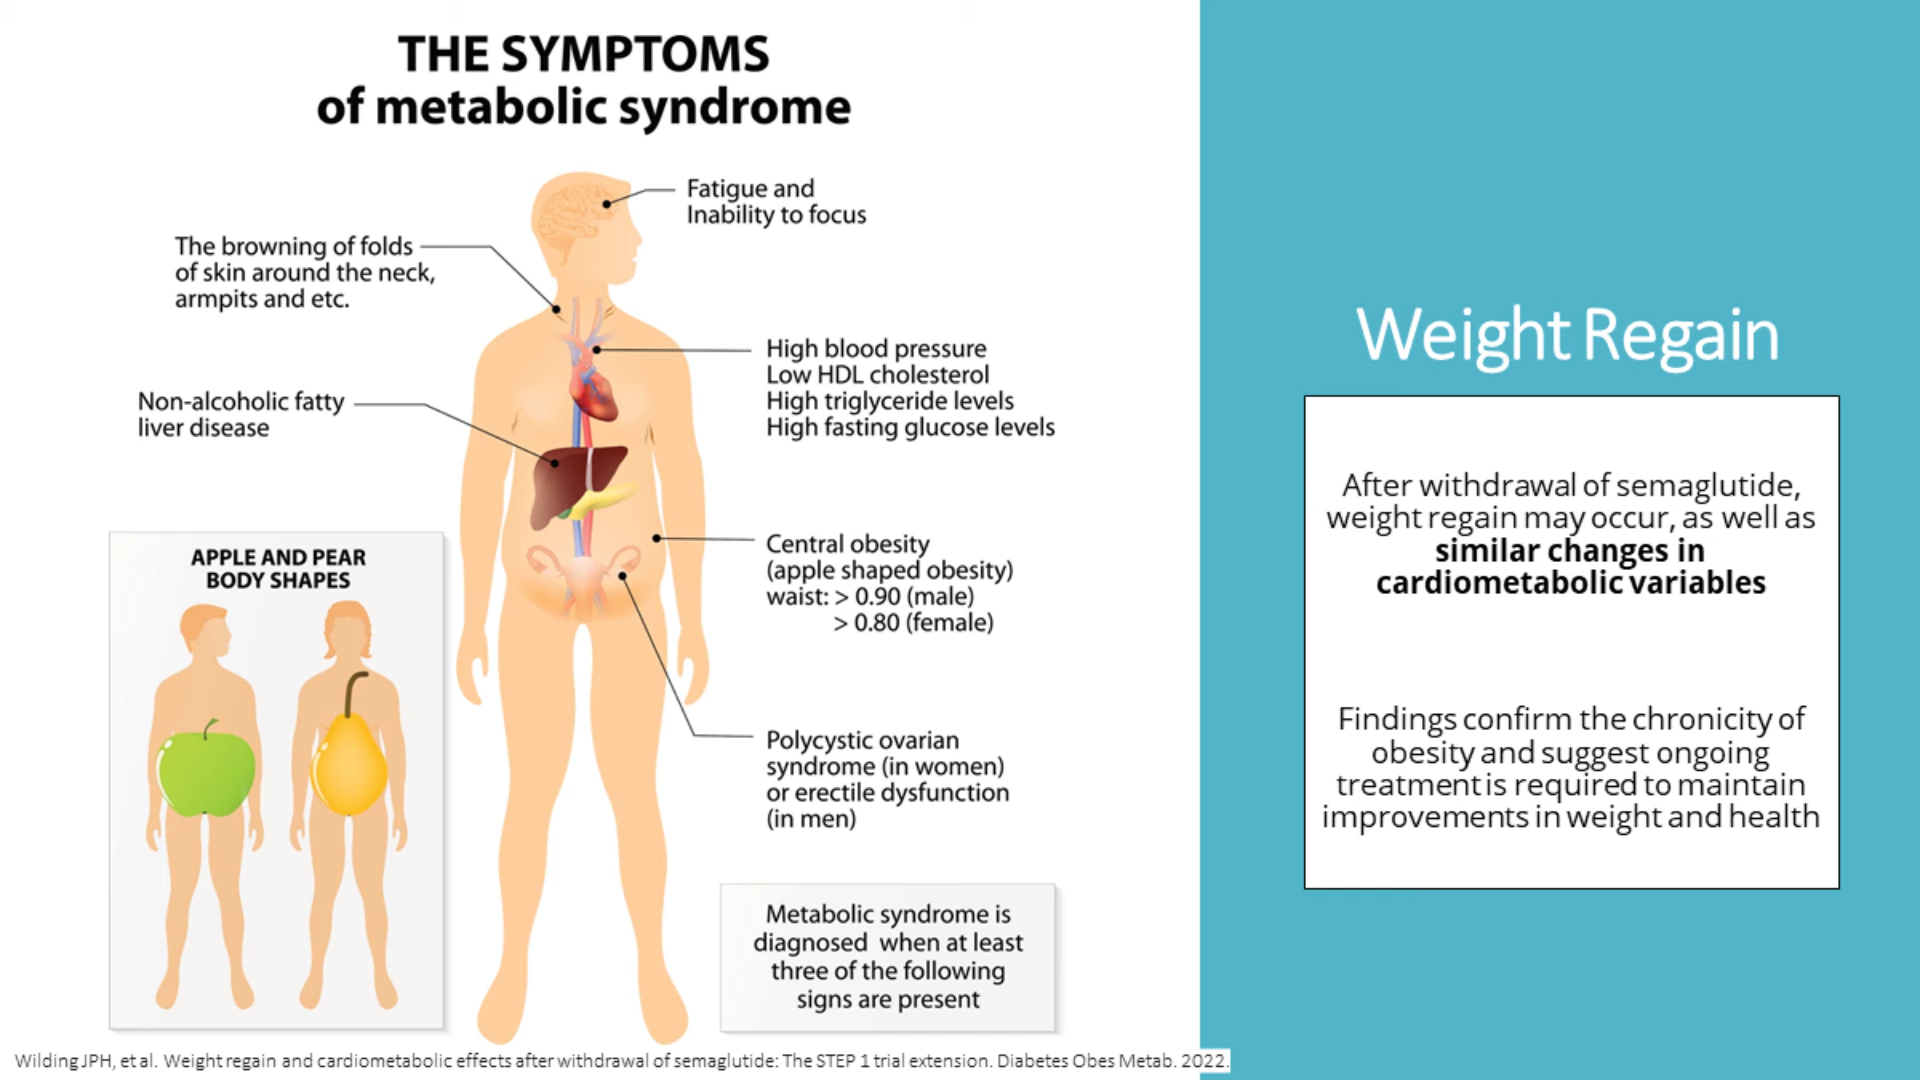 THE SYMPTOMS
of metabolic syndrome
Fatigue and
Inability to focus
The browning of folds
of skin around the neck,
armpits and etc.
High blood pressure
Low HDL cholesterol
High triglyceride levels
High fasting glucose levels
Non-alcoholic fatty
liver disease
Central obesity
(apple shaped obesity)
waist: > 0.90 (male)
> 0.80 (female)
APPLE AND PEAR
BODY SHAPES
Polycystic ovarian
syndrome (in women)
or erectile dysfunction
(in men)
Metabolic syndrome is
diagnosed when at least
three of the following
signs are present
Weight Regain
After withdrawal of semaglutide,
weight regain may occur, as well as
similar changes in
cardiometabolic variables
Findings confirm the chronicity of
obesity and suggest ongoing
treatment is required to maintain
improvements in weight and health
Wilding JPH, et al. Weight regain and cardiometabolic effects after withdrawal of semaglutide: The STEP 1 trial extension. Diabetes Obes Metab. 2022.